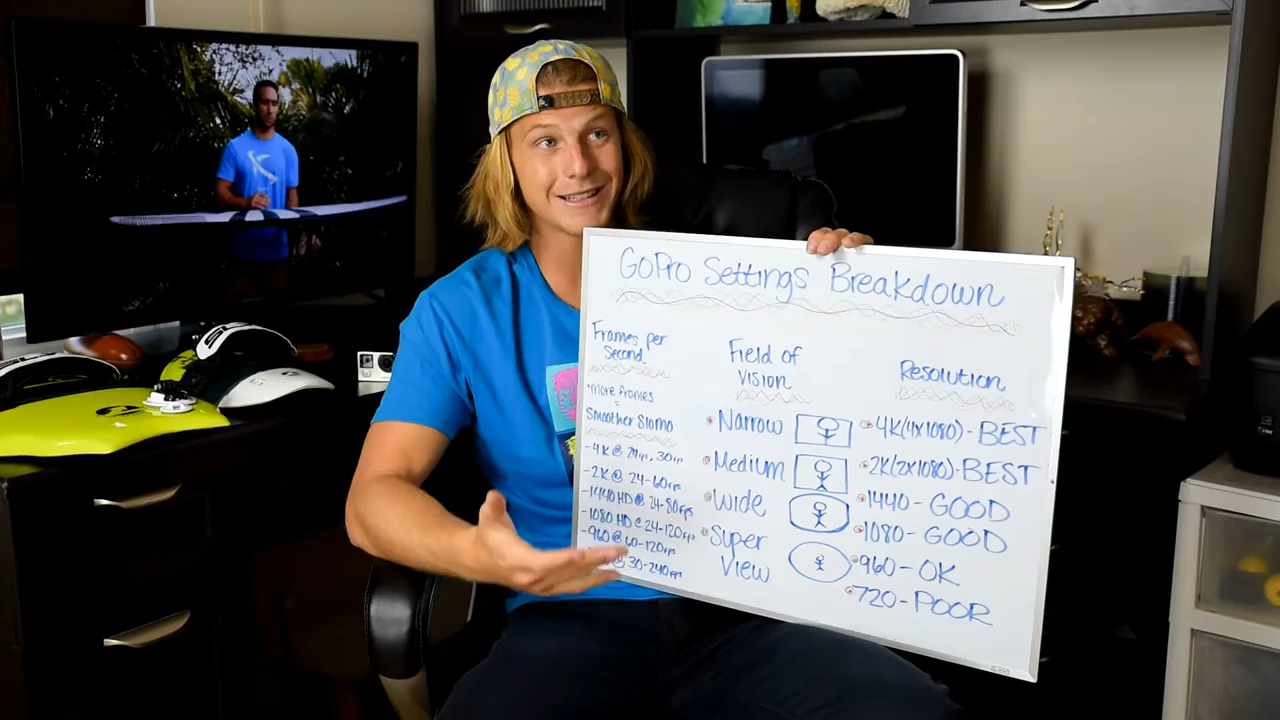 GoPro Settings Breakdown
Frames per
Second.
*More frames
=
Smoother Slomo
-4K @ 24fps, 30fps
-2K @ 24-60fps
-1440 HD @ 24-80fps
-1080 HD @ 24-120fps
-960 @ 60-120fps
@ 30-240fps
Field of
Vision
Narrow
Medium
Wide
Super
View
Resolution
4K(4x1080)-BEST
2K(2x1080)-BEST
1440-GOOD
1080-GOOD
960-OK
720-POOR